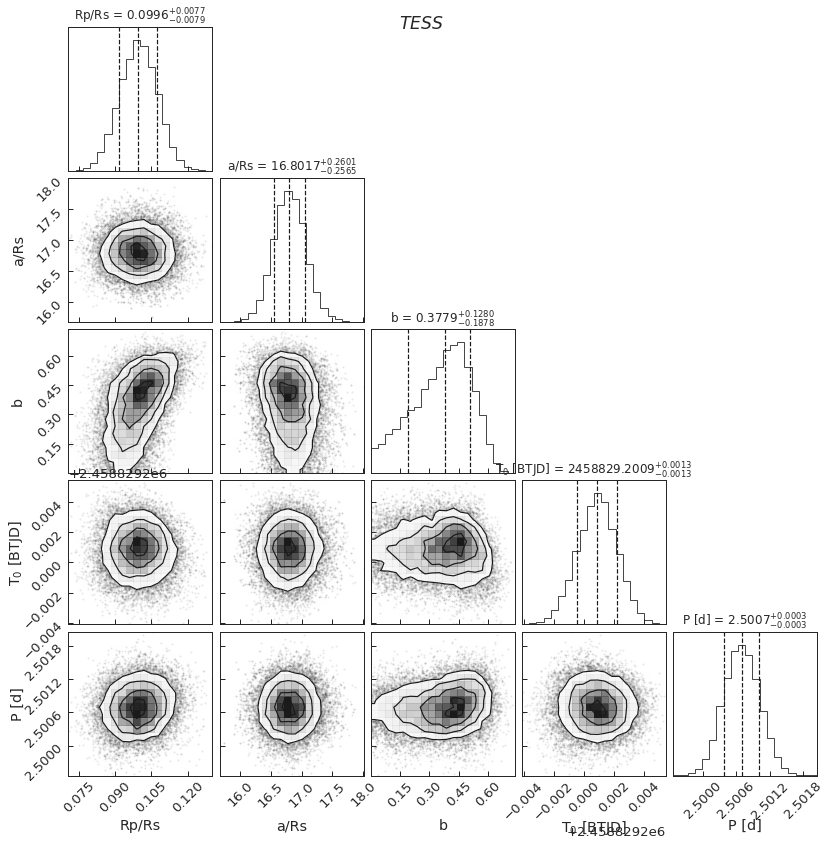 TESS
Rp/Rs = 0.0996+0.0077 −0.0079
a/Rs = 16.8017+0.2601 −0.2565
18.0
17.5
17.0
16.5
16.0
a/Rs
b = 0.3779+0.1280 −0.1878
0.60
0.45
0.30
0.15
b
+2.4588292e6
T0 [BTJD] = 2458829.2009+0.0013 −0.0013
0.004
0.002
0.000
−0.002
−0.004
T0 [BTJD]
P [d] = 2.5007+0.0003 −0.0003
2.5018
2.5012
2.5006
2.5000
P [d]
0.075 0.090 0.105 0.120
16.0 16.5 17.0 17.5 18.0
0.15 0.30 0.45 0.60
−0.004 −0.002 0.000 0.002 0.004
2.5000 2.5006 2.5012 2.5018
Rp/Rs a/Rs b T0 [BTJD] P [d]
+2.4588292e6